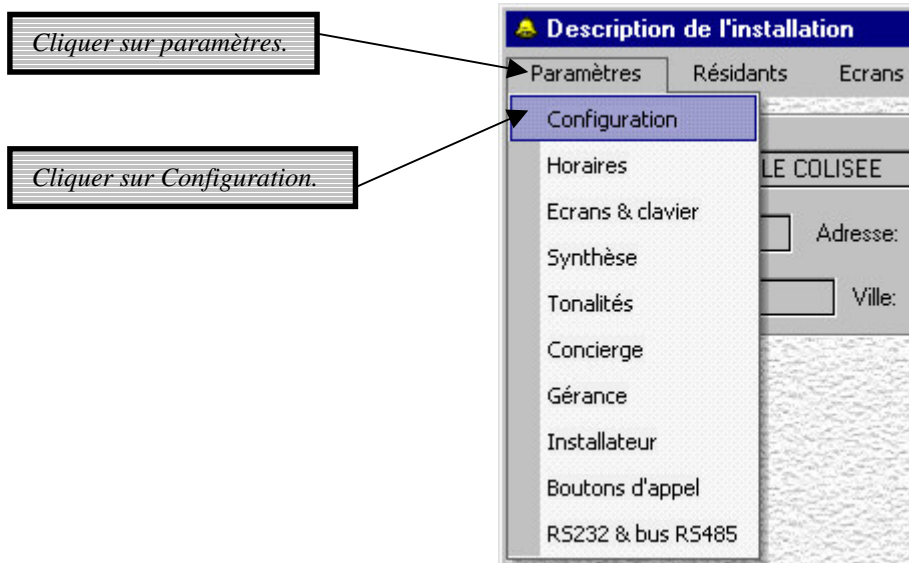 Cliquer sur paramètres.
Cliquer sur Configuration.
Description de l'installation
Paramètres Résidants Ecrans
Configuration
Horaires
LE COLISEE
Ecrans & clavier
Adresse:
Synthèse
Ville:
Tonalités
Concierge
Gérance
Installateur
Boutons d'appel
RS232 & bus RS485